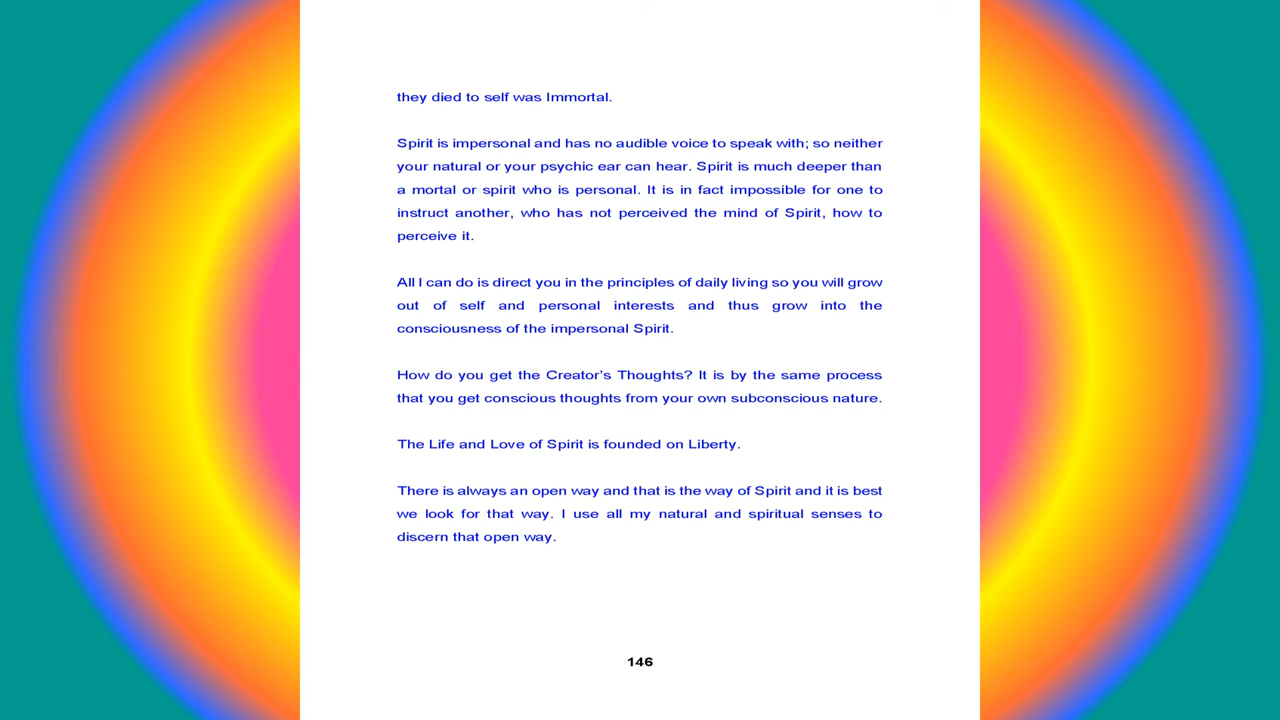 they died to self was Immortal.
Spirit is impersonal and has no audible voice to speak with; so neither
your natural or your psychic ear can hear. Spirit is much deeper than
a mortal or spirit who is personal. It is in fact impossible for one to
instruct another, who has not perceived the mind of Spirit, how to
perceive it.
All I can do is direct you in the principles of daily living so you will grow
out of self and personal interests and thus grow into the
consciousness of the impersonal Spirit.
How do you get the Creator’s Thoughts? It is by the same process
that you get conscious thoughts from your own subconscious nature.
The Life and Love of Spirit is founded on Liberty.
There is always an open way and that is the way of Spirit and it is best
we look for that way. I use all my natural and spiritual senses to
discern that open way.
146